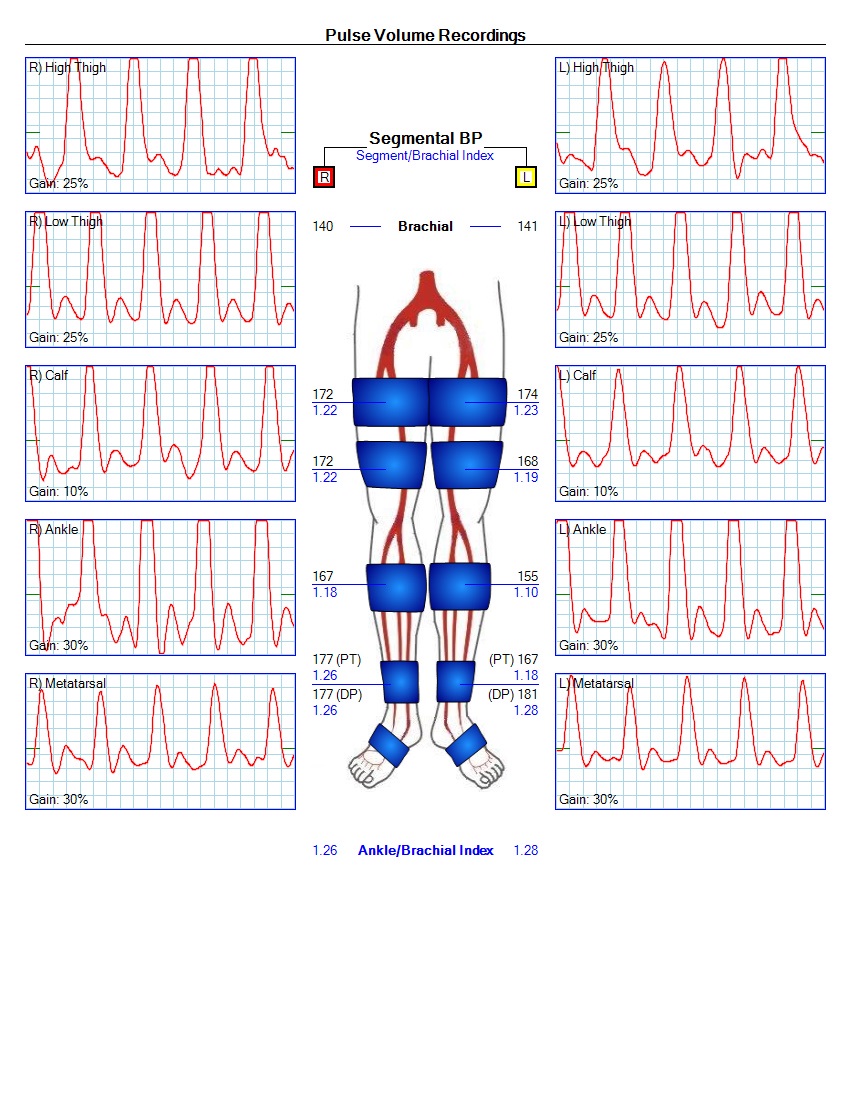 Pulse Volume Recordings
R) High Thigh
Gain: 25%
L) High Thigh
Gain: 25%
Segmental BP
Segment/Brachial Index
R
L
140
Brachial
141
R) Low Thigh
Gain: 25%
L) Low Thigh
Gain: 25%
R) Calf
Gain: 10%
L) Calf
Gain: 10%
172
1.22
174
1.23
172
1.22
168
1.19
R) Ankle
Gain: 30%
L) Ankle
Gain: 30%
167
1.18
155
1.10
177 (PT)
1.26
177 (DP)
1.26
(PT) 167
1.18
(DP) 181
1.28
R) Metatarsal
Gain: 30%
L) Metatarsal
Gain: 30%
1.26 Ankle/Brachial Index 1.28